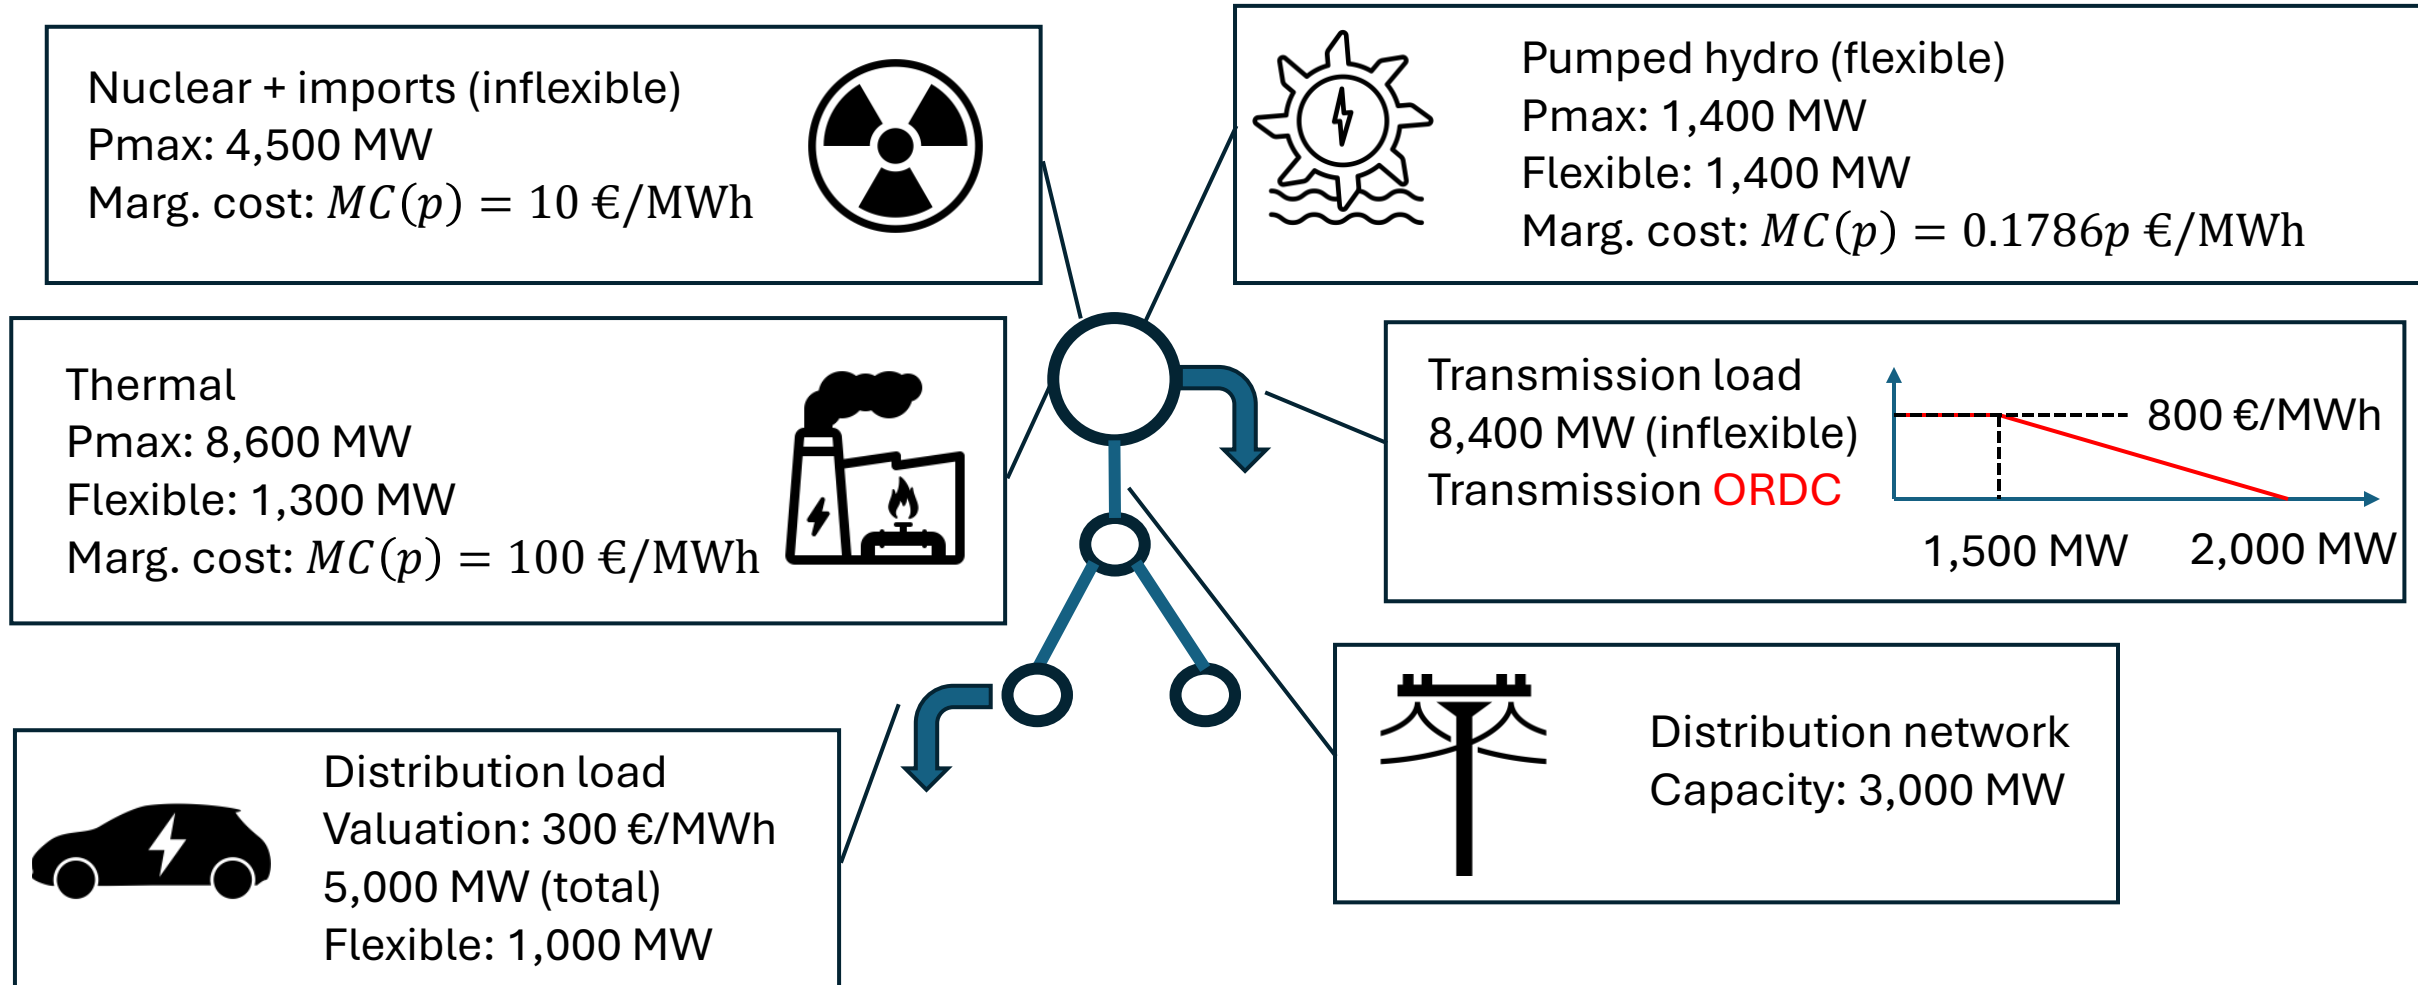 Nuclear + imports (inflexible)
Pmax: 4,500 MW
Marg. cost: MC(p) = 10 €/MWh
Pumped hydro (flexible)
Pmax: 1,400 MW
Flexible: 1,400 MW
Marg. cost: MC(p) = 0.1786p €/MWh
Thermal
Pmax: 8,600 MW
Flexible: 1,300 MW
Marg. cost: MC(p) = 100 €/MWh
Transmission load
8,400 MW (inflexible)
Transmission ORDC
800 €/MWh
1,500 MW
2,000 MW
Distribution load
Valuation: 300 €/MWh
5,000 MW (total)
Flexible: 1,000 MW
Distribution network
Capacity: 3,000 MW